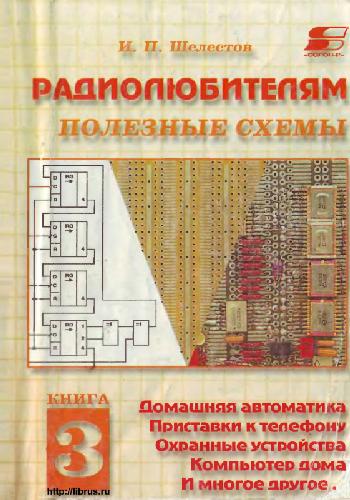 И. П. Шелестов
СОЛОН-Р
РАДИОЛЮБИТЕЛЯМ
ПОЛЕЗНЫЕ СХЕМЫ
КНИГА
3
Домашняя автоматика
Приставки к телефону
Охранные устройства
Компьютер дома
И многое другое...
http://librus.ru